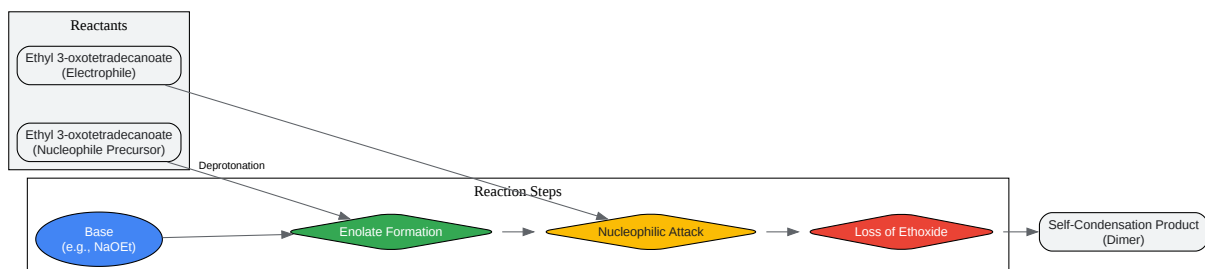 Reactants
Ethyl 3-oxotetradecanoate
(Electrophile)
Ethyl 3-oxotetradecanoate
(Nucleophile Precursor)
Deprotonation
Reaction Steps
Base
(e.g., NaOEt)
Enolate Formation
Nucleophilic Attack
Loss of Ethoxide
Self-Condensation Product
(Dimer)